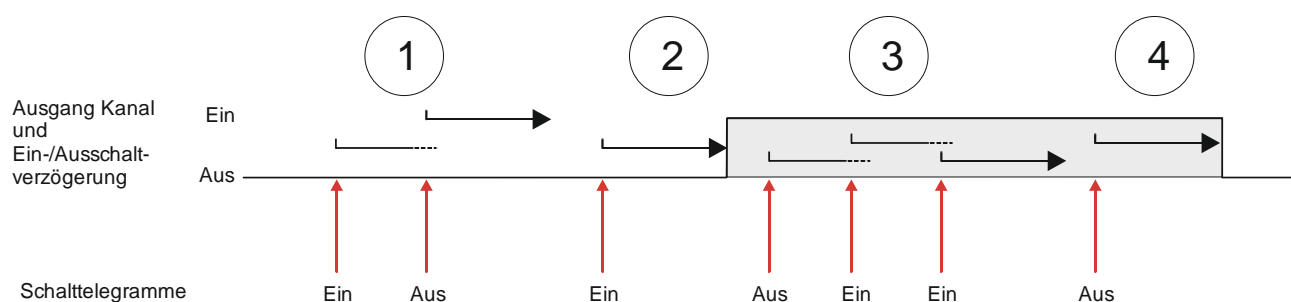 1 2 3 4
Ausgang Kanal
und
Ein-/Ausschalt-
verzögerung
Ein
Aus
Schalttelegramme Ein Aus Ein Aus Ein Ein Aus